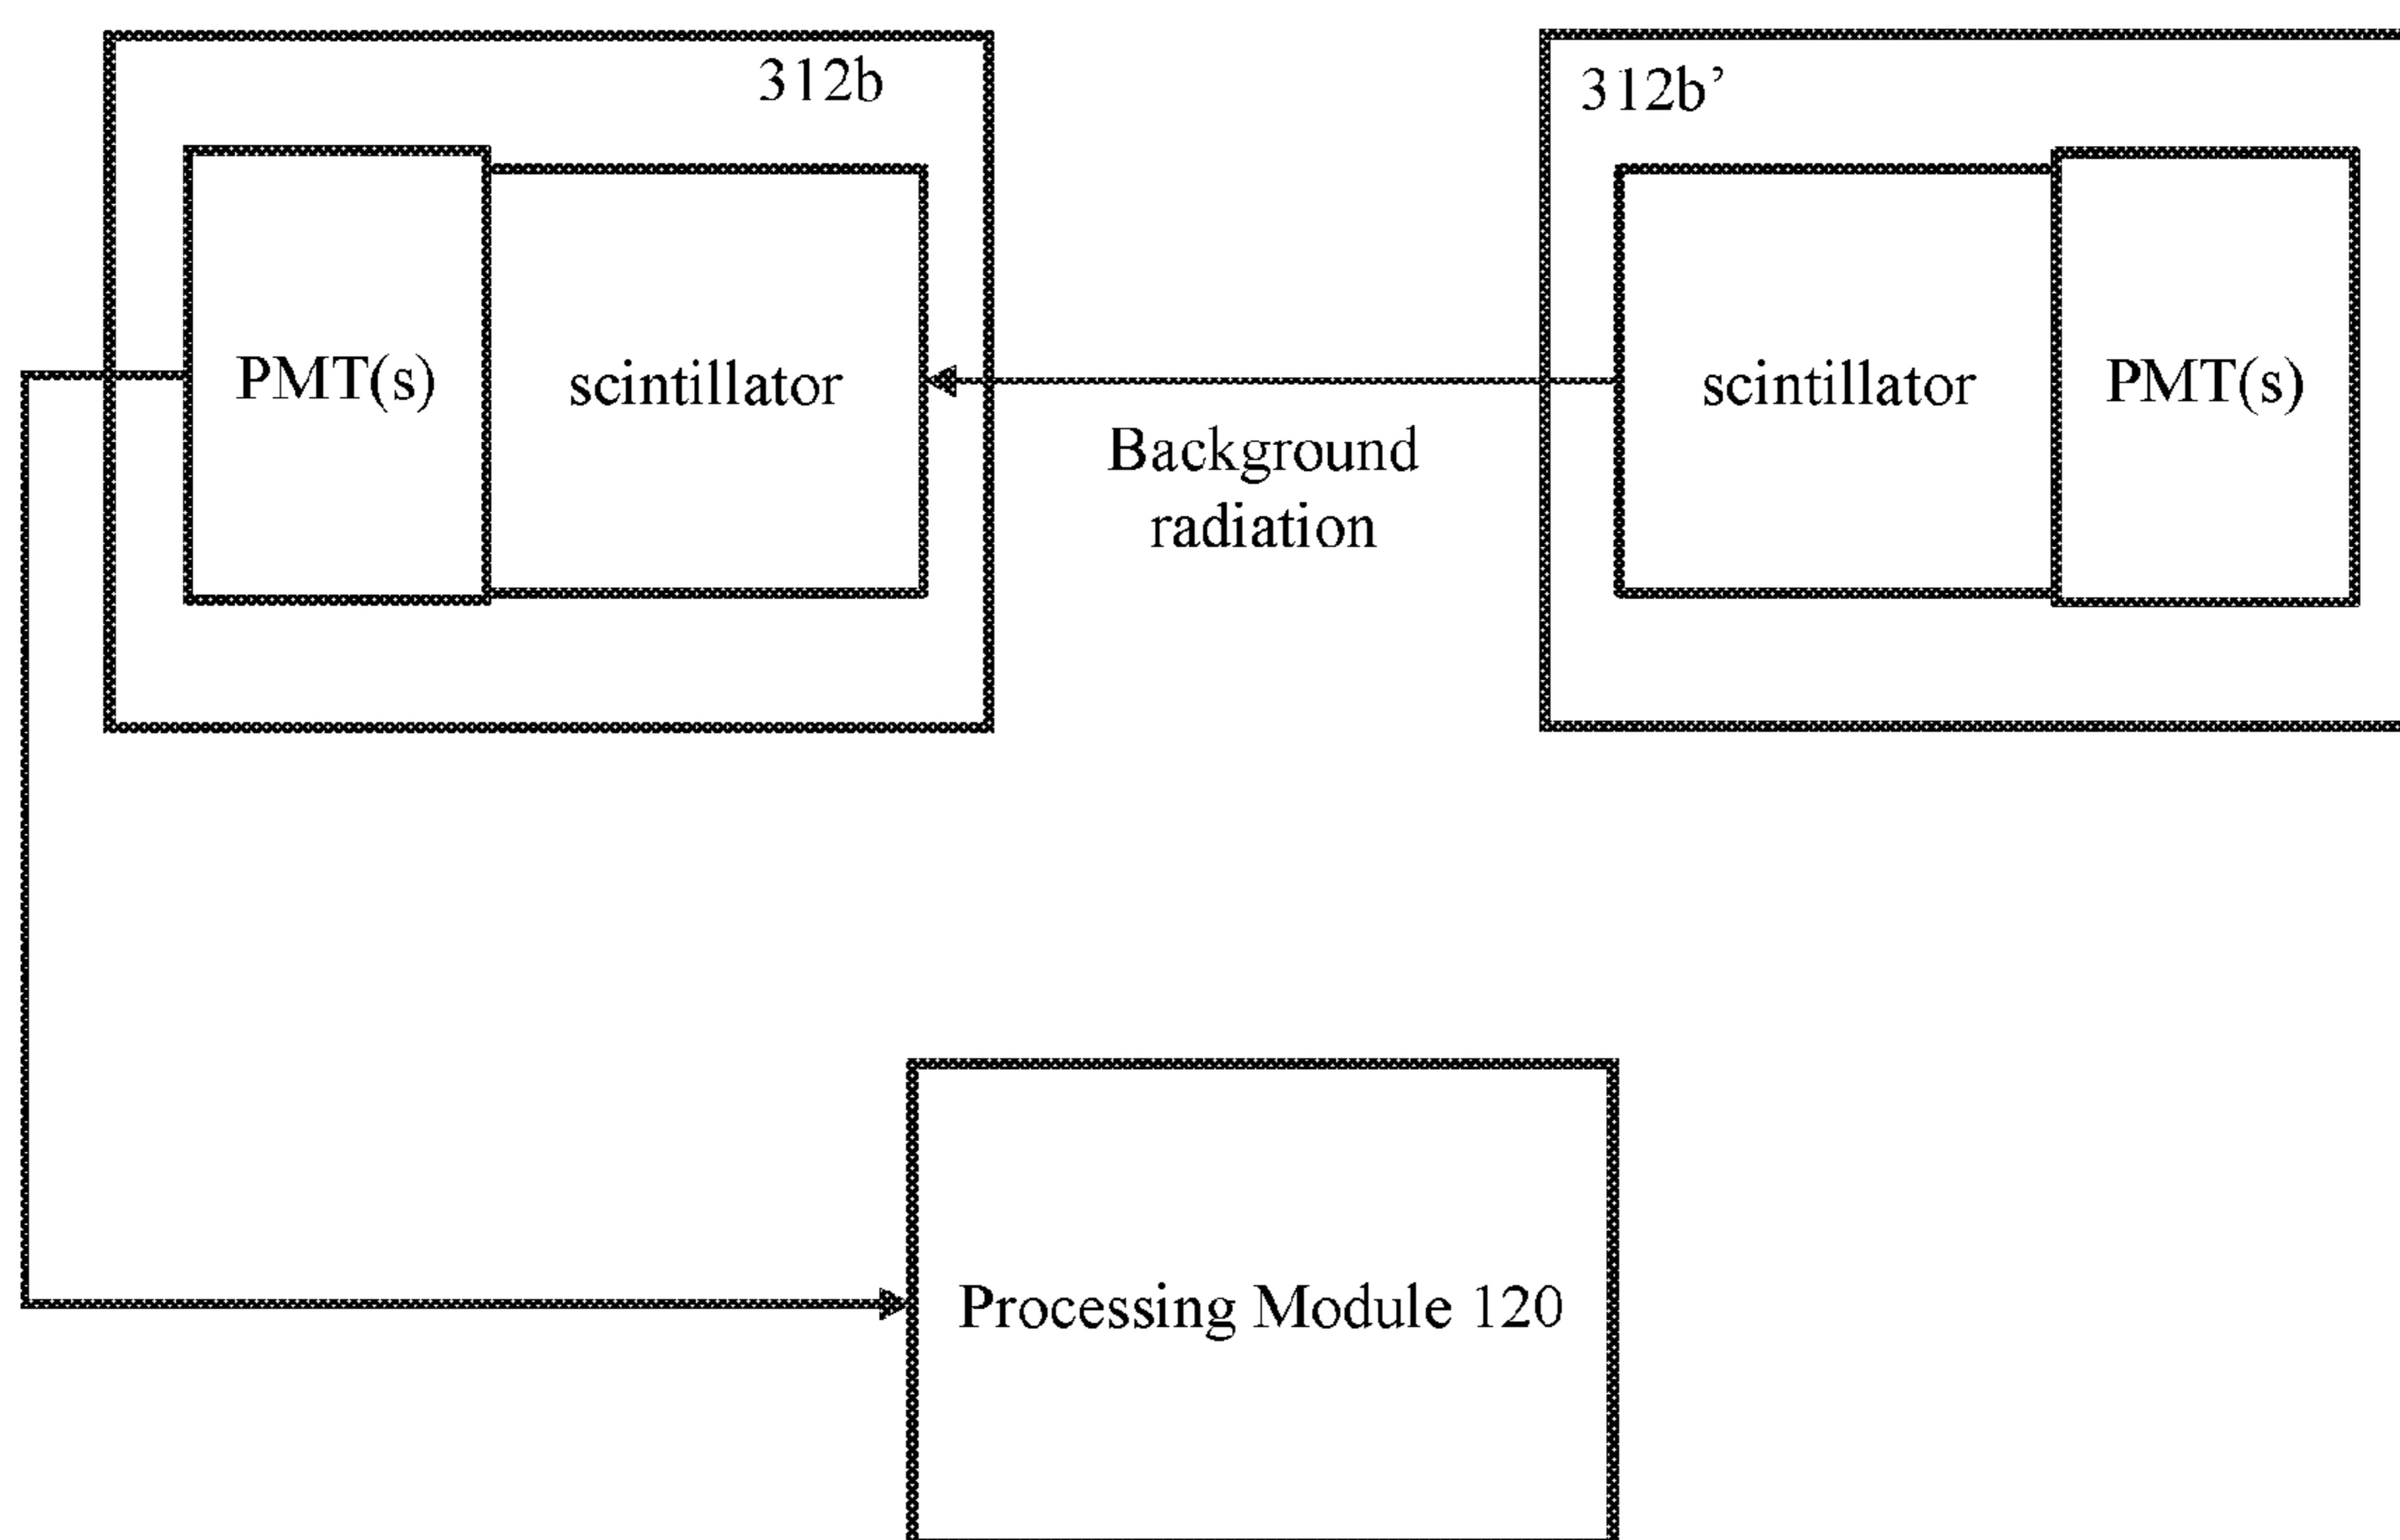 312b
312b’
PMT(s)
scintillator
scintillator
PMT(s)
Background
radiation
Processing Module 120